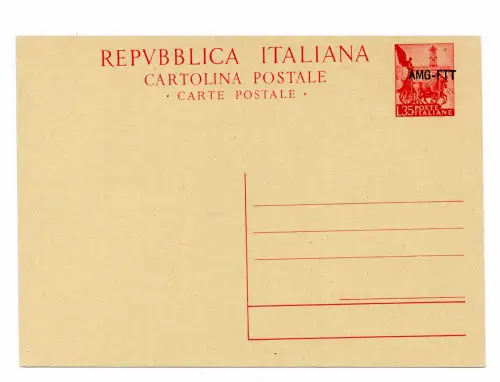 REPVBBLICA ITALIANA
CARTOLINA POSTALE
· CARTE POSTALE ·
AMG-FTT
L.35 POSTE
ITALIANE